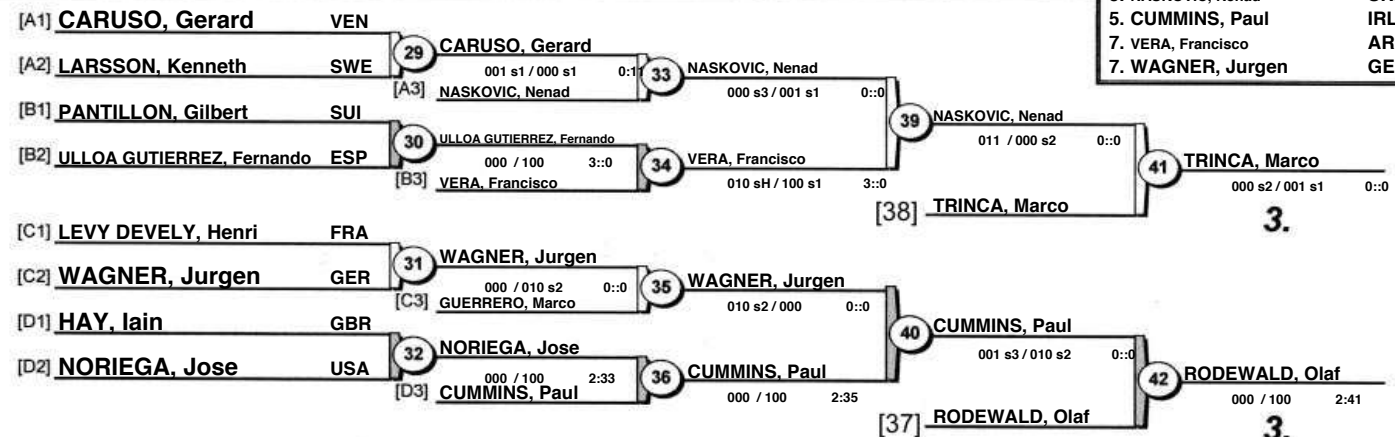 5. CUMMINS, Paul IRL
7. VERA, Francisco
7. WAGNER, Jurgen
[A1] CARUSO, Gerard VEN
[A2] LARSSON, Kenneth SWE
29 CARUSO, Gerard
001 s1 / 000 s1
[A3] NASKOVIC, Nenad
33 NASKOVIC, Nenad
000 s3 / 001 s1 0::0
[B1] PANTILLON, Gilbert SUI
[B2] ULLOA GUTIERREZ, Fernando ESP
30 ULLOA GUTIERREZ, Fernando
000 / 100 3::0
[B3] VERA, Francisco
34 VERA, Francisco
010 sH / 100 s1 3::0
39 NASKOVIC, Nenad
011 / 000 s2 0::0
[38] TRINCA, Marco
41 TRINCA, Marco
000 s2 / 001 s1 0::0
3.
[C1] LEVY DEVELY, Henri FRA
[C2] WAGNER, Jurgen GER
31 WAGNER, Jurgen
000 / 010 s2 0::0
[C3] GUERRERO, Marco
35 WAGNER, Jurgen
010 s2 / 000 0::0
[D1] HAY, Iain GBR
[D2] NORIEGA, Jose USA
32 NORIEGA, Jose
000 / 100 2:33
[D3] CUMMINS, Paul
36 CUMMINS, Paul
000 / 100 2:35
40 CUMMINS, Paul
001 s3 / 010 s2 0::0
[37] RODEWALD, Olaf
42 RODEWALD, Olaf
000 / 100 2:41
3.